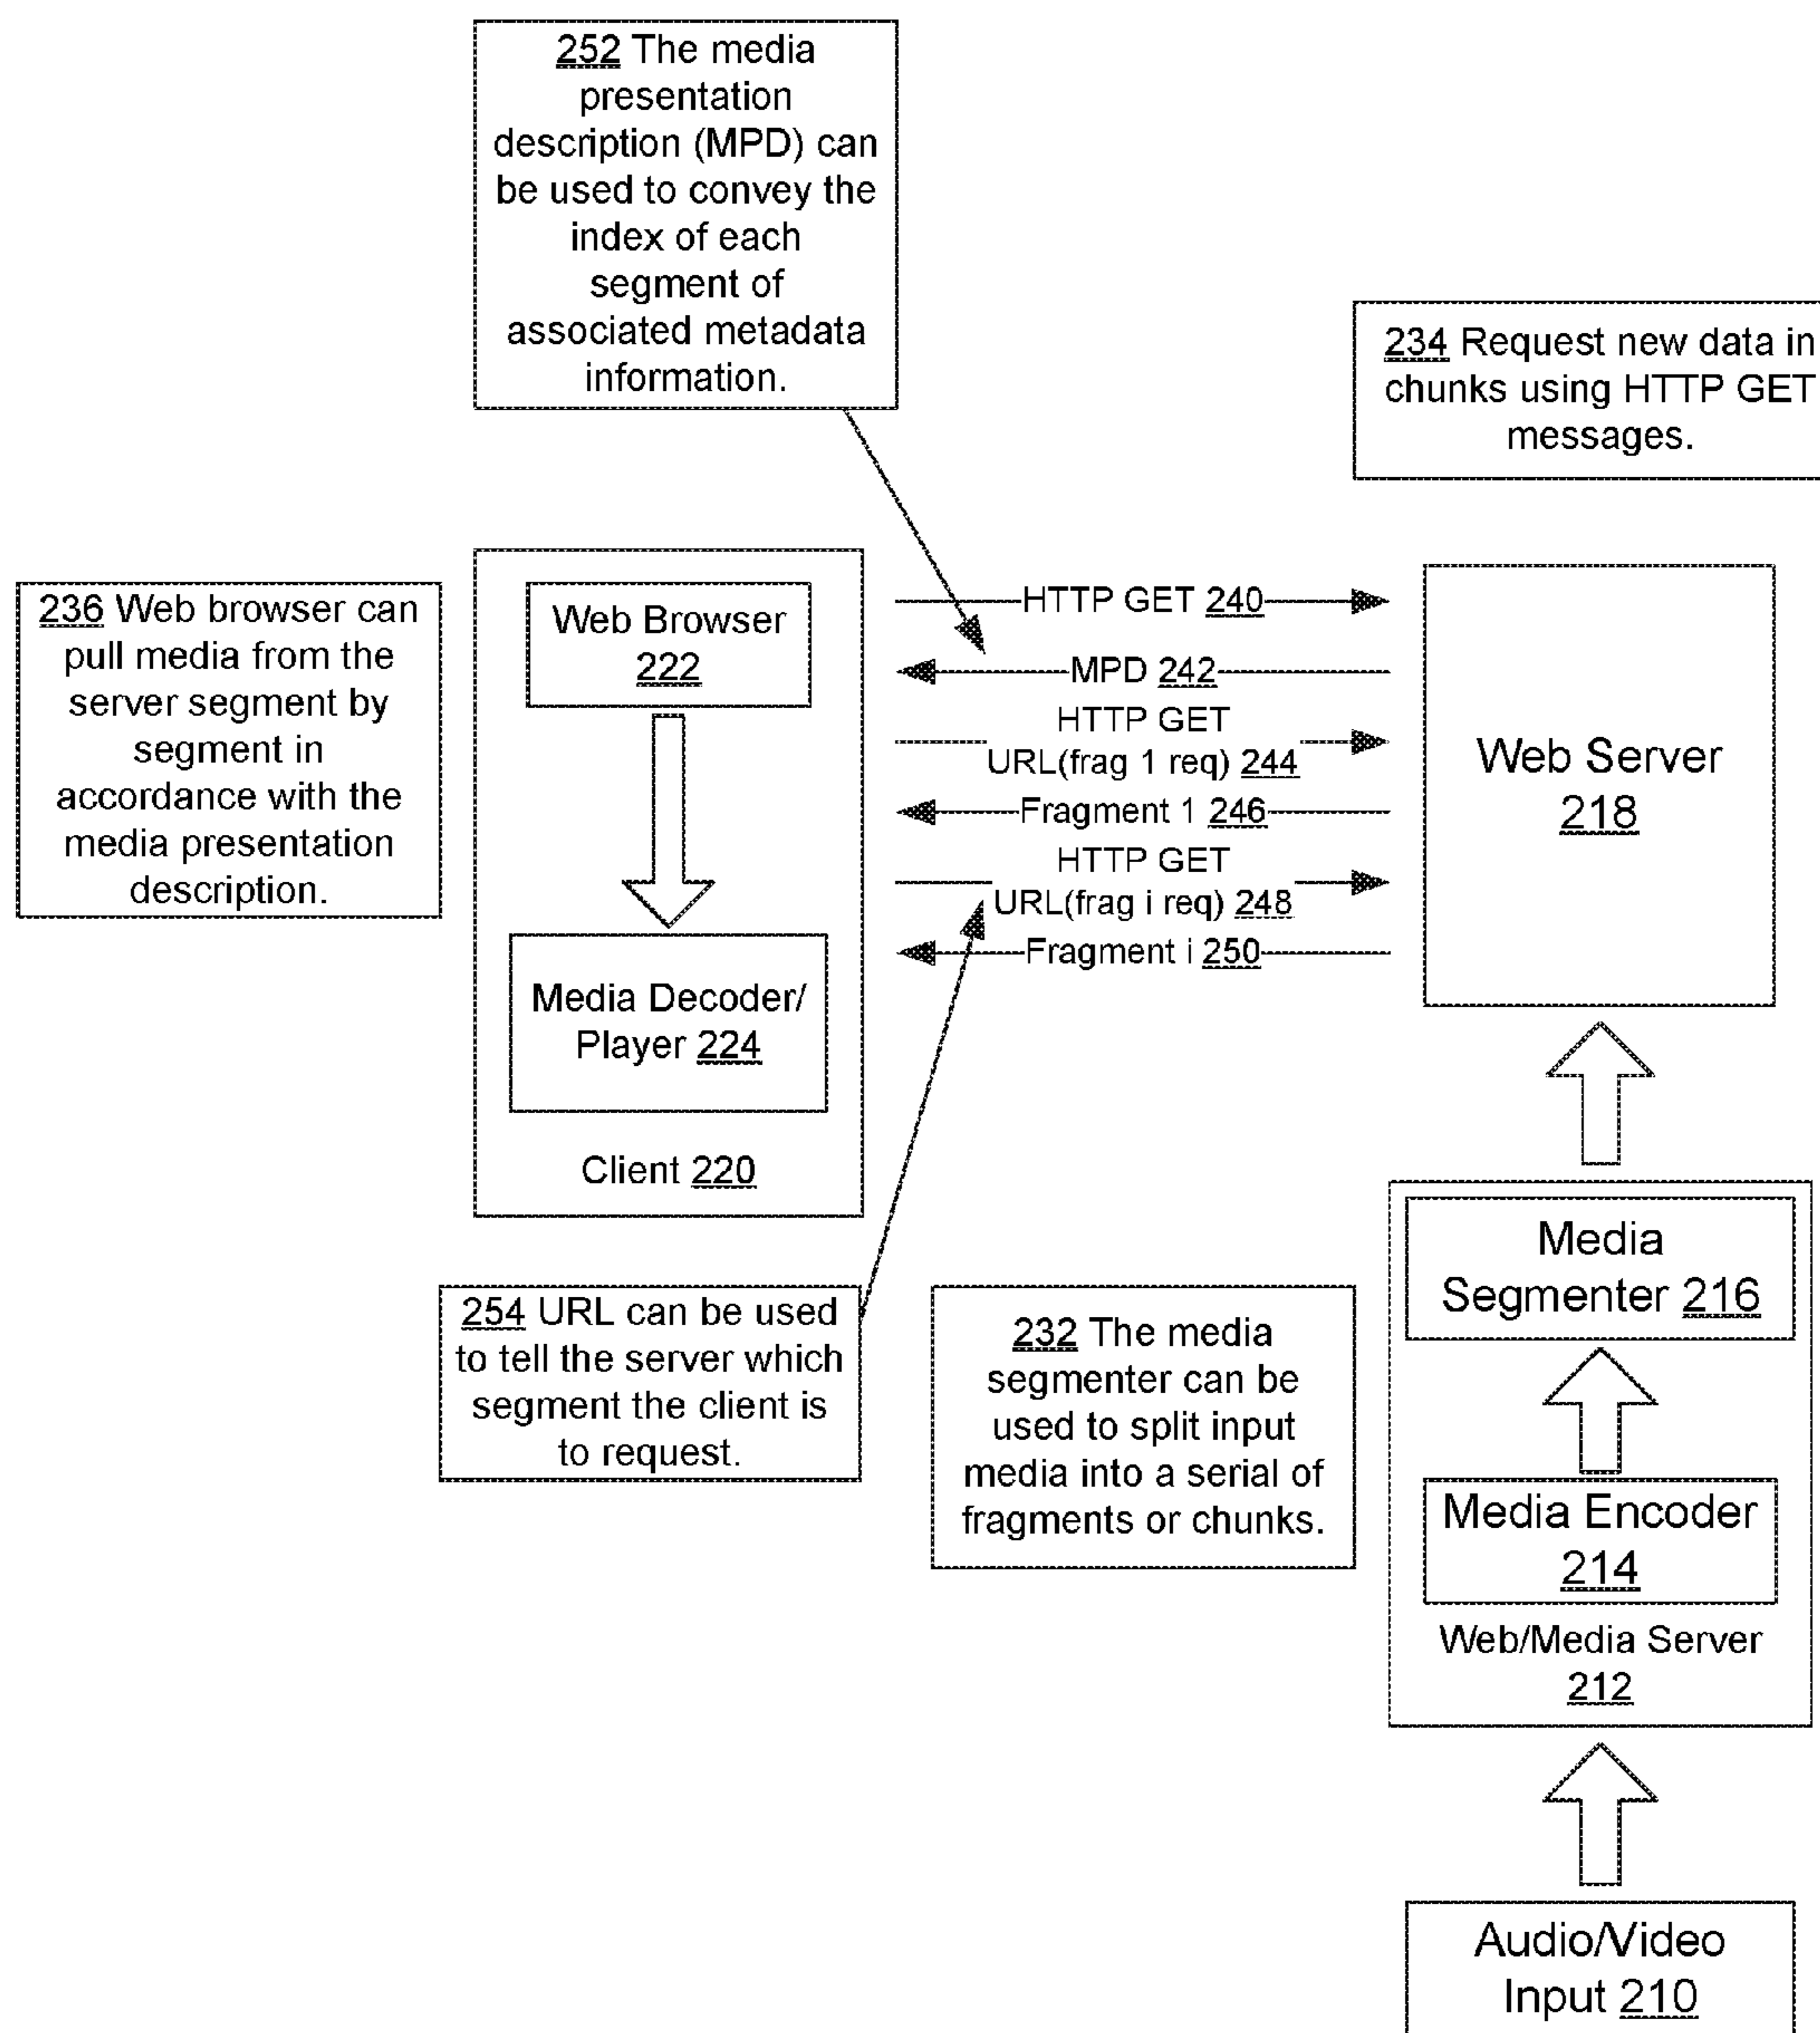 252 The media
presentation
description (MPD) can
be used to convey the
index of each
segment of
associated metadata
information.
234 Request new data in
chunks using HTTP GET
messages.
236 Web browser can
pull media from the
server segment by
segment in
accordance with the
media presentation
description.
Web Browser
222
Media Decoder/
Player 224
Client 220
HTTP GET 240
MPD 242
HTTP GET
URL(frag 1 req) 244
Fragment 1 246
HTTP GET
URL(frag i req) 248
Fragment i 250
Web Server
218
254 URL can be used
to tell the server which
segment the client is
to request.
232 The media
segmenter can be
used to split input
media into a serial of
fragments or chunks.
Media
Segmenter 216
Media Encoder
214
Web/Media Server
212
Audio/Video
Input 210